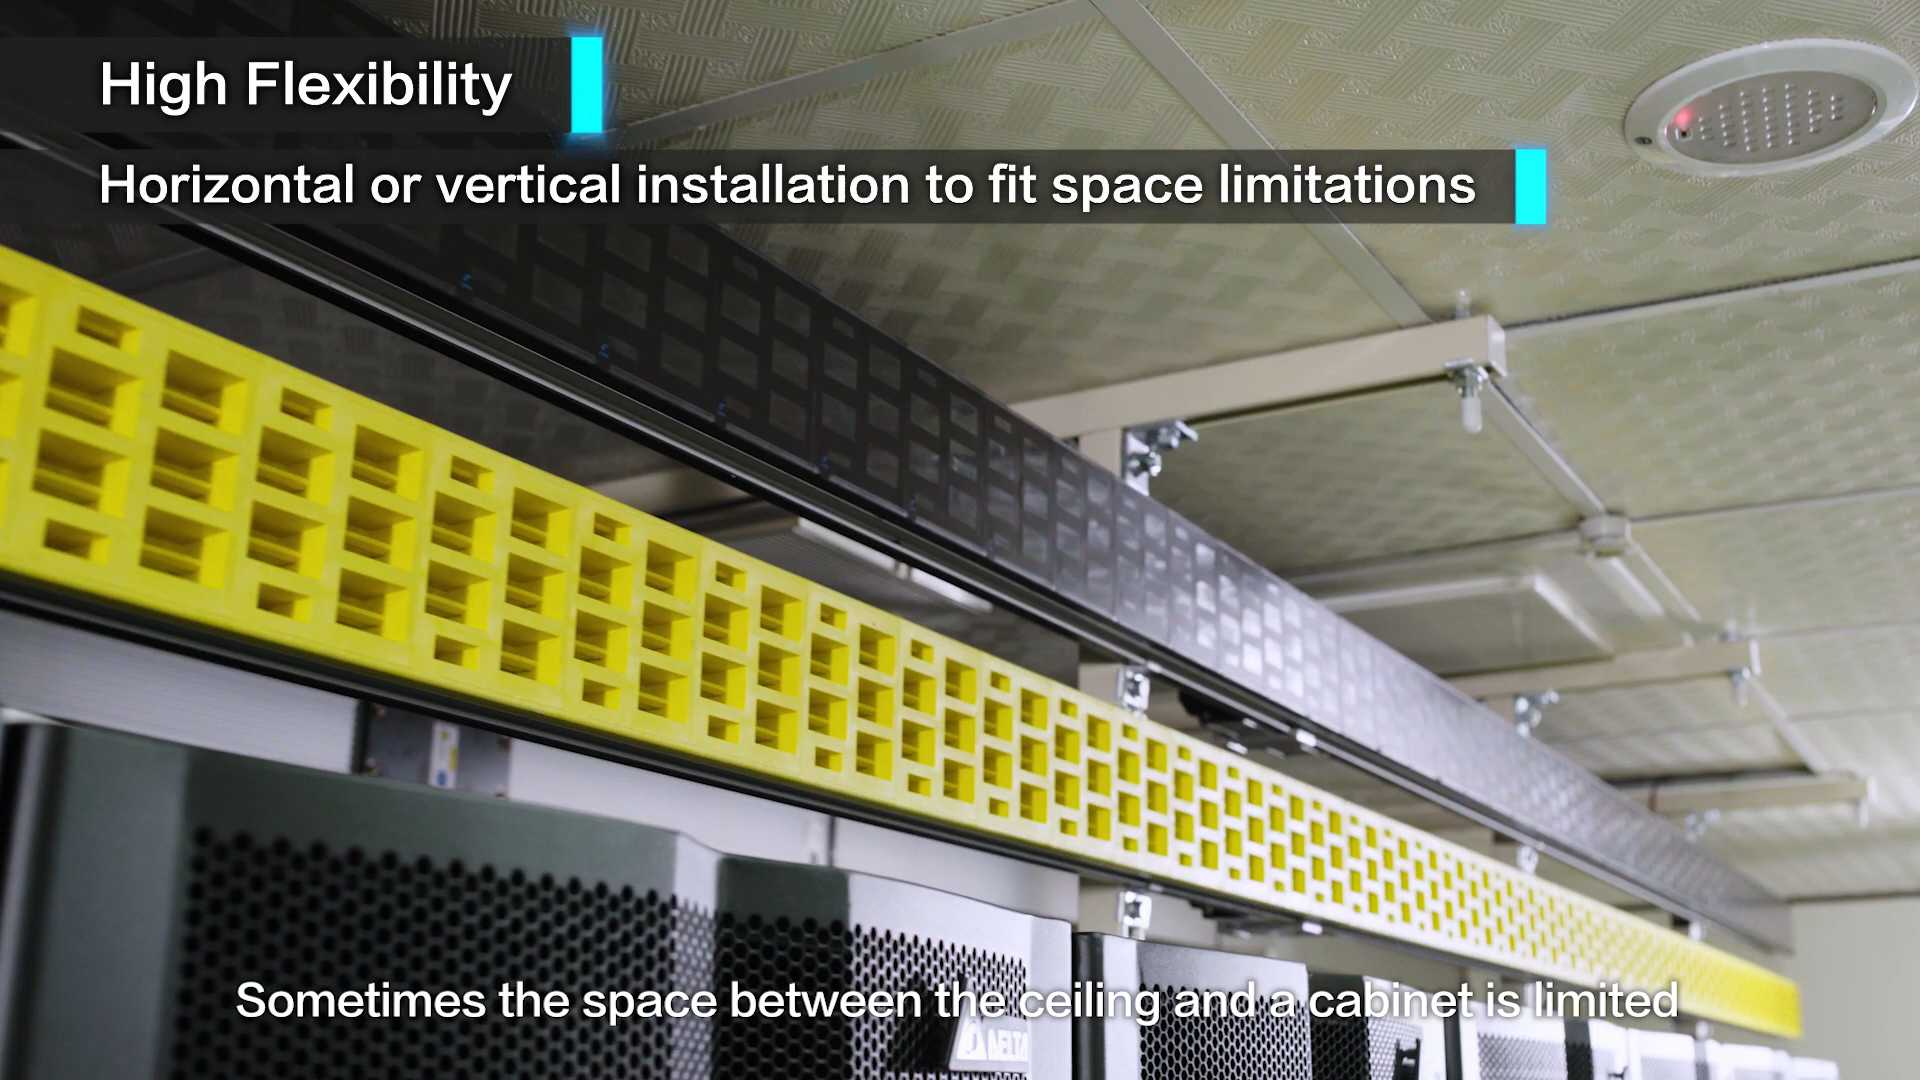 High Flexibility
Horizontal or vertical installation to fit space limitations
Sometimes the space between the ceiling and a cabinet is limited
DELTA